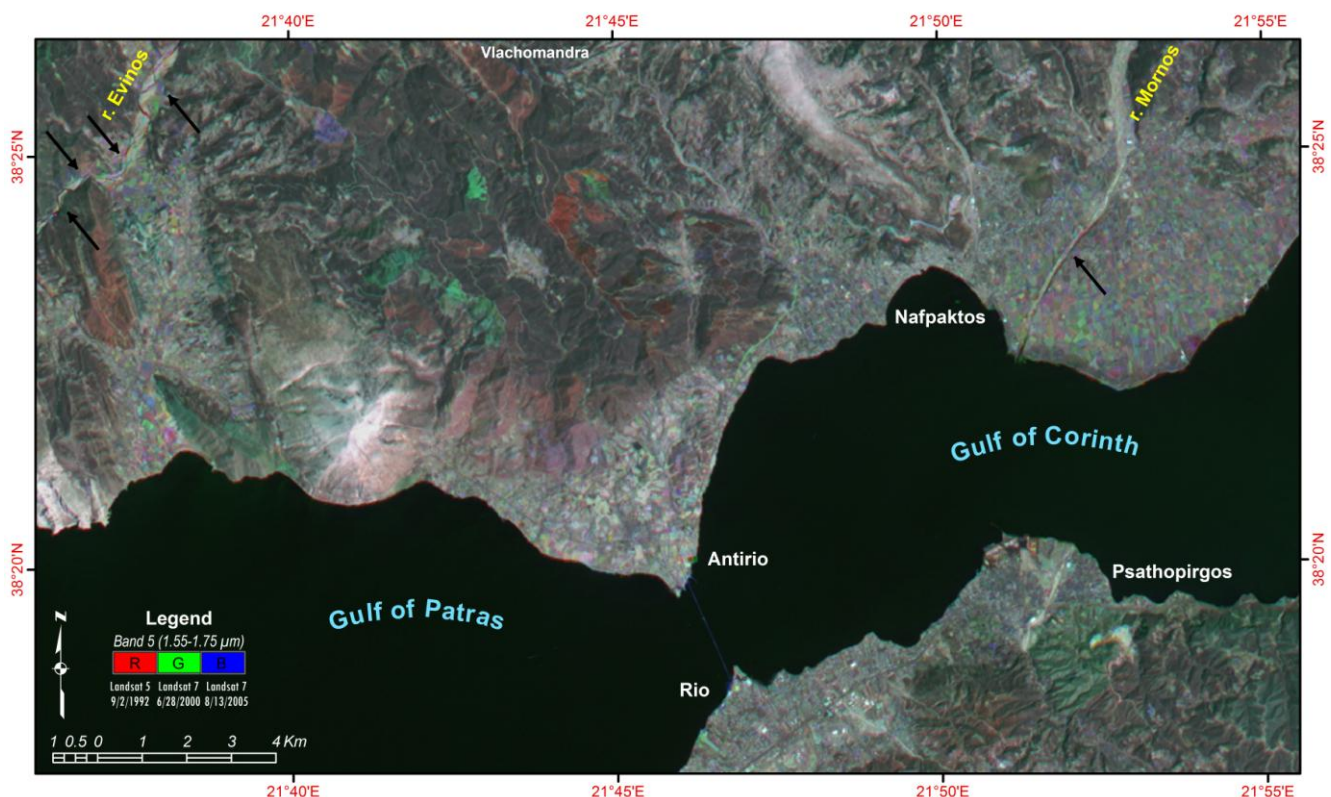 21°40'E 21°45'E 21°50'E 21°55'E
Vlachomandra
r. Evinos
r. Mornos
38°25'N
38°25'N
Nafpaktos
Gulf of Corinth
Antirio
Psathopirgos
38°20'N
38°20'N
Gulf of Patras
Rio
N
Legend
Band 5 (1.55-1.75 µm)
R G B
Landsat 5 Landsat 7 Landsat 7
9/2/1992 6/28/2000 8/13/2005
1 0.5 0 1 2 3 4 Km
21°40'E 21°45'E 21°50'E 21°55'E